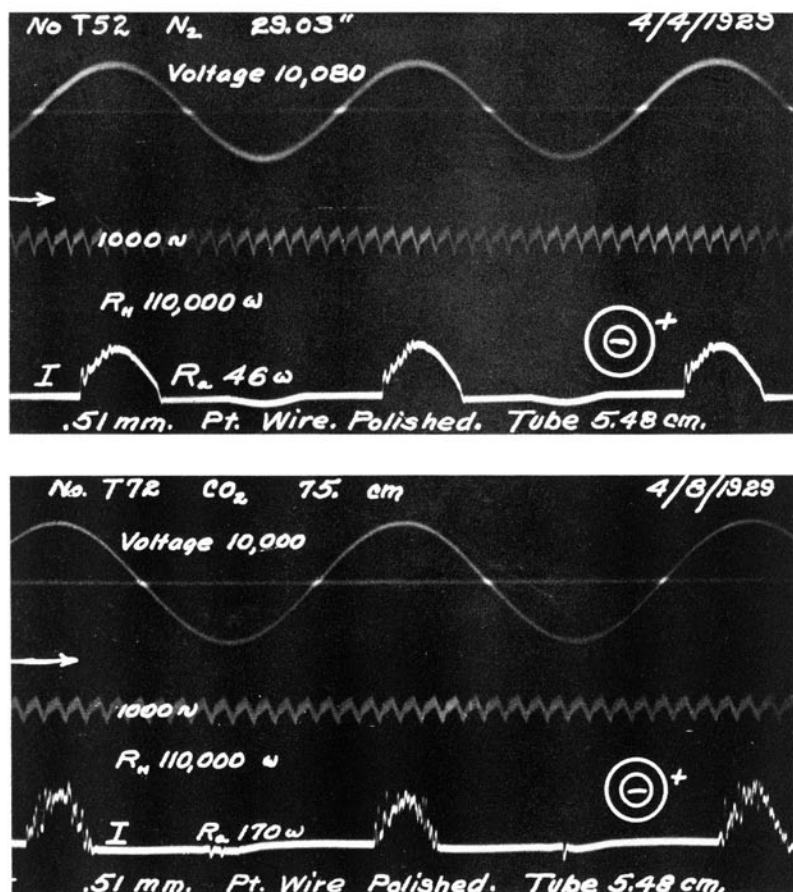 No T52 N2 29.03" 4/4/1929
Voltage 10,080
1000 ~
RH 110,000 ω
+
−
I Ra 46 ω
.51 mm. Pt. Wire. Polished. Tube 5.48 cm.
No. T72 CO2 75. cm 4/8/1929
Voltage 10,000
1000 ~
RH 110,000 ω
+
−
I Ra 170 ω
.51 mm. Pt. Wire Polished. Tube 5.48 cm.